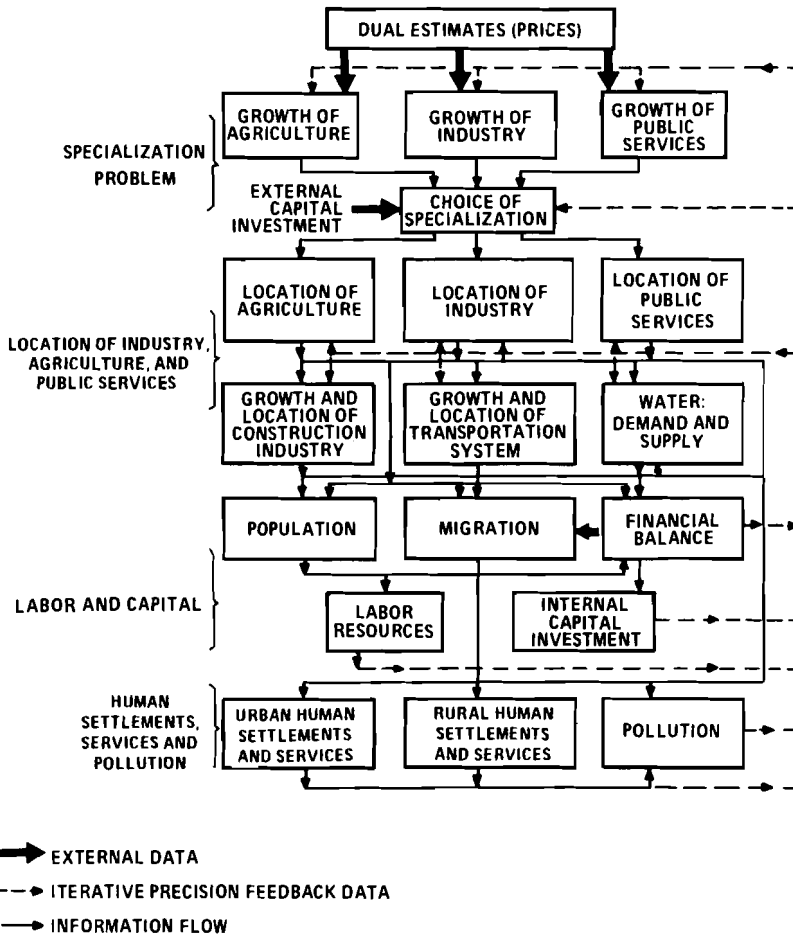 DUAL ESTIMATES (PRICES)
GROWTH OF
AGRICULTURE
GROWTH OF
INDUSTRY
GROWTH OF
PUBLIC
SERVICES
SPECIALIZATION
PROBLEM
EXTERNAL
CAPITAL
INVESTMENT
CHOICE OF
SPECIALIZATION
LOCATION OF
AGRICULTURE
LOCATION OF
INDUSTRY
LOCATION OF
PUBLIC
SERVICES
LOCATION OF INDUSTRY,
AGRICULTURE, AND
PUBLIC SERVICES
GROWTH AND
LOCATION OF
CONSTRUCTION
INDUSTRY
GROWTH AND
LOCATION OF
TRANSPORTATION
SYSTEM
WATER:
DEMAND AND
SUPPLY
POPULATION
MIGRATION
FINANCIAL
BALANCE
LABOR AND CAPITAL
LABOR
RESOURCES
INTERNAL
CAPITAL
INVESTMENT
HUMAN
SETTLEMENTS,
SERVICES AND
POLLUTION
URBAN HUMAN
SETTLEMENTS
AND SERVICES
RURAL HUMAN
SETTLEMENTS
AND SERVICES
POLLUTION
EXTERNAL DATA
ITERATIVE PRECISION FEEDBACK DATA
INFORMATION FLOW